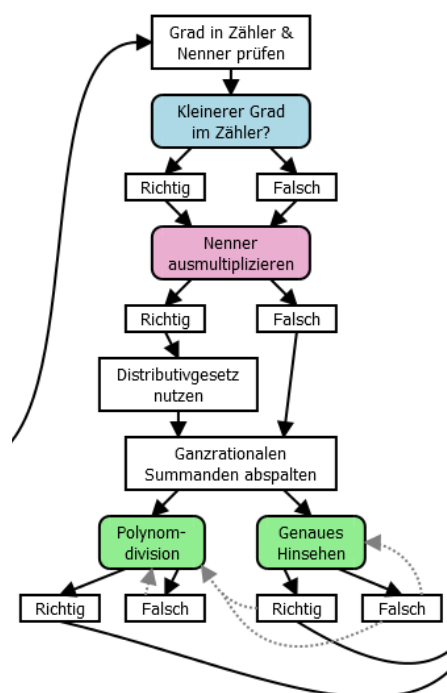 Grad in Zähler &
Nenner prüfen
Kleinerer Grad
im Zähler?
Richtig
Falsch
Nenner
ausmultiplizieren
Richtig
Falsch
Distributivgesetz
nutzen
Ganzrationalen
Summanden abspalten
Polynom-
division
Genaues
Hinsehen
Richtig
Falsch
Richtig
Falsch